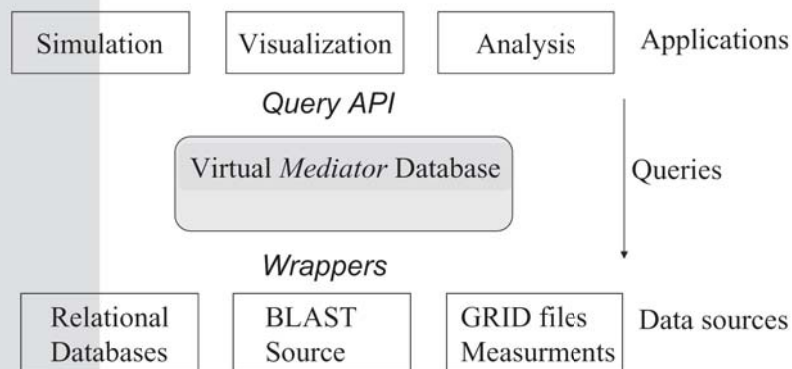 Simulation Visualization Analysis Applications
Query API
Virtual Mediator Database
Queries
Wrappers
Relational
Databases
BLAST
Source
GRID files
Measurments
Data sources